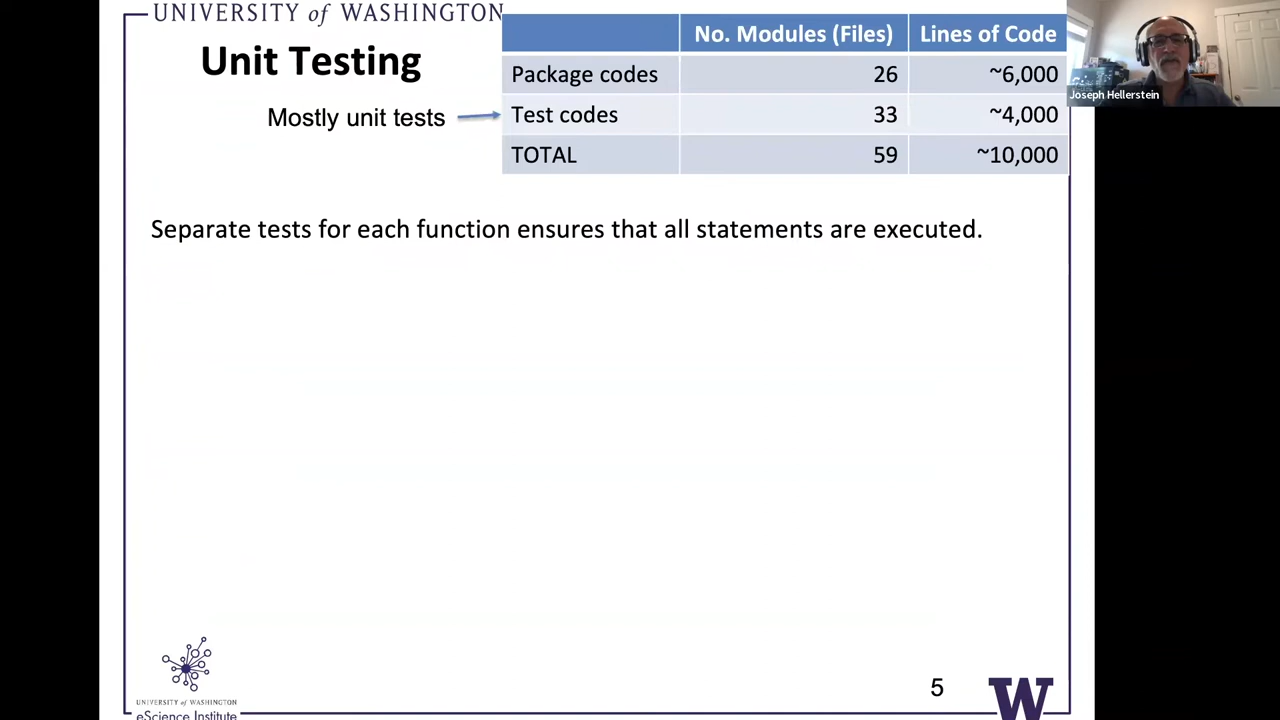 UNIVERSITY of WASHINGTON
Unit Testing
Mostly unit tests
No. Modules (Files) Lines of Code
Package codes 26 ~6,000
Test codes 33 ~4,000
TOTAL 59 ~10,000
Joseph Hellerstein
Separate tests for each function ensures that all statements are executed.
UNIVERSITY of WASHINGTON
eScience Institute
5
W